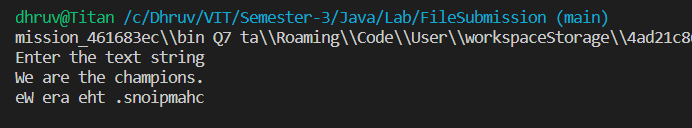 dhruv@Titan /c/Dhruv/VIT/Semester-3/Java/Lab/FileSubmission (main)
mission_461683ec\\bin Q7 ta\\Roaming\\Code\\User\\workspaceStorage\\4ad21c8
Enter the text string
We are the champions.
eW era eht .snoipmahc